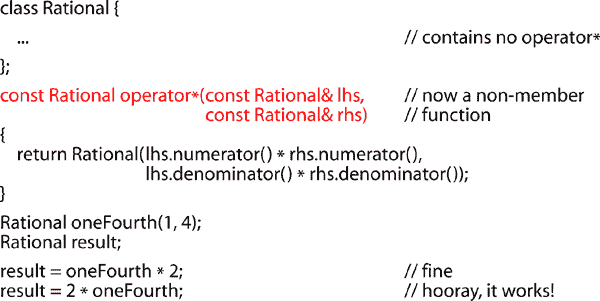 class Rational {
... // contains no operator*
};
const Rational operator*(const Rational& lhs, // now a non-member
const Rational& rhs) // function
{
return Rational(lhs.numerator() * rhs.numerator(),
lhs.denominator() * rhs.denominator());
}
Rational oneFourth(1, 4);
Rational result;
result = oneFourth * 2; // fine
result = 2 * oneFourth; // hooray, it works!